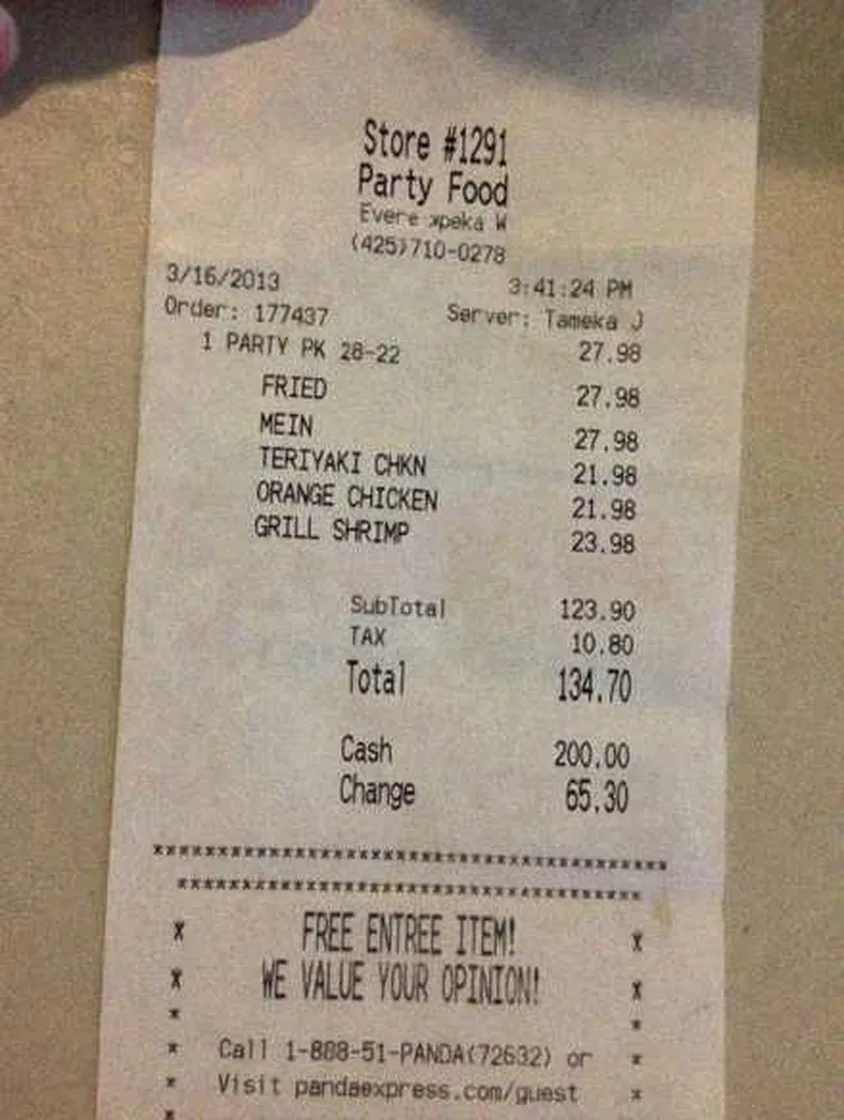 Store #1291
Party Food
(425)710-0278
3/16/2013 3:41:24 PM
Order: 177437 Server: Tameka J
1 PARTY PK 28-22 27.98
FRIED 27.98
MEIN 27.98
TERIYAKI CHKN 21.98
ORANGE CHICKEN 21.98
GRILL SHRIMP 23.98
SubTotal 123.90
TAX 10.80
Total 134.70
Cash 200.00
Change 65.30
FREE ENTREE ITEM!
WE VALUE YOUR OPINION!
Call 1-888-51-PANDA(72632) or
Visit pandaexpress.com/guest